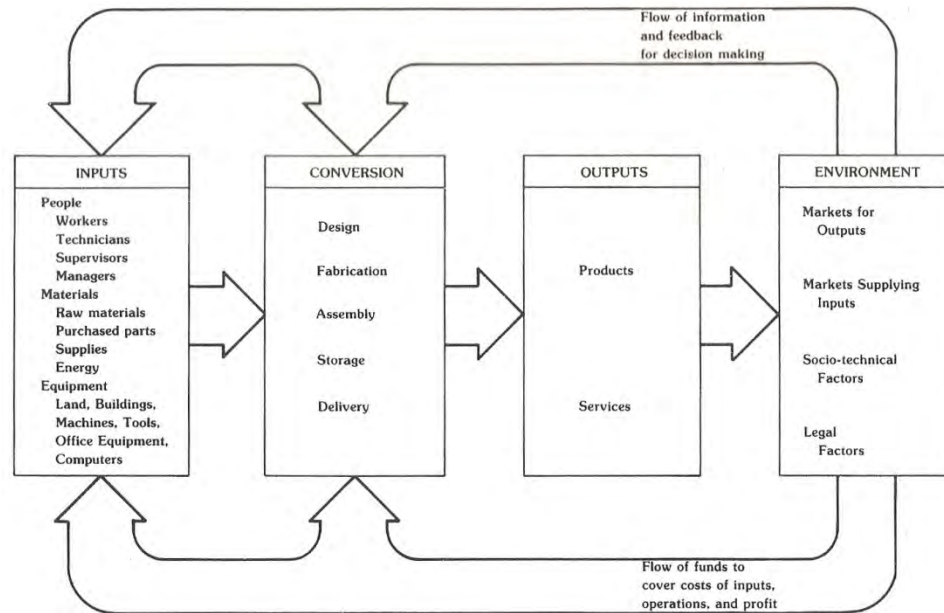 Flow of information
and feedback
for decision making
INPUTS
People
Workers
Technicians
Supervisors
Managers
Materials
Raw materials
Purchased parts
Supplies
Energy
Equipment
Land, Buildings,
Machines, Tools,
Office Equipment,
Computers
CONVERSION
Design
Fabrication
Assembly
Storage
Delivery
OUTPUTS
Products
Services
ENVIRONMENT
Markets for
Outputs
Markets Supplying
Inputs
Socio-technical
Factors
Legal
Factors
Flow of funds to
cover costs of inputs,
operations, and profit